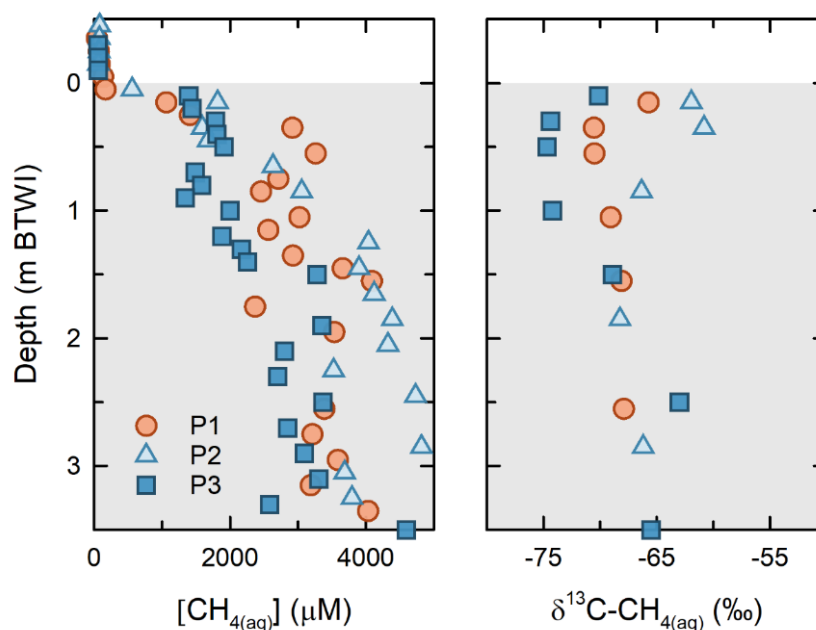 0
1
2
3
Depth (m BTWI)
P1
P2
P3
0 2000 4000
-75 -65 -55
[CH4(aq)] (μM)
δ13C-CH4(aq) (‰)